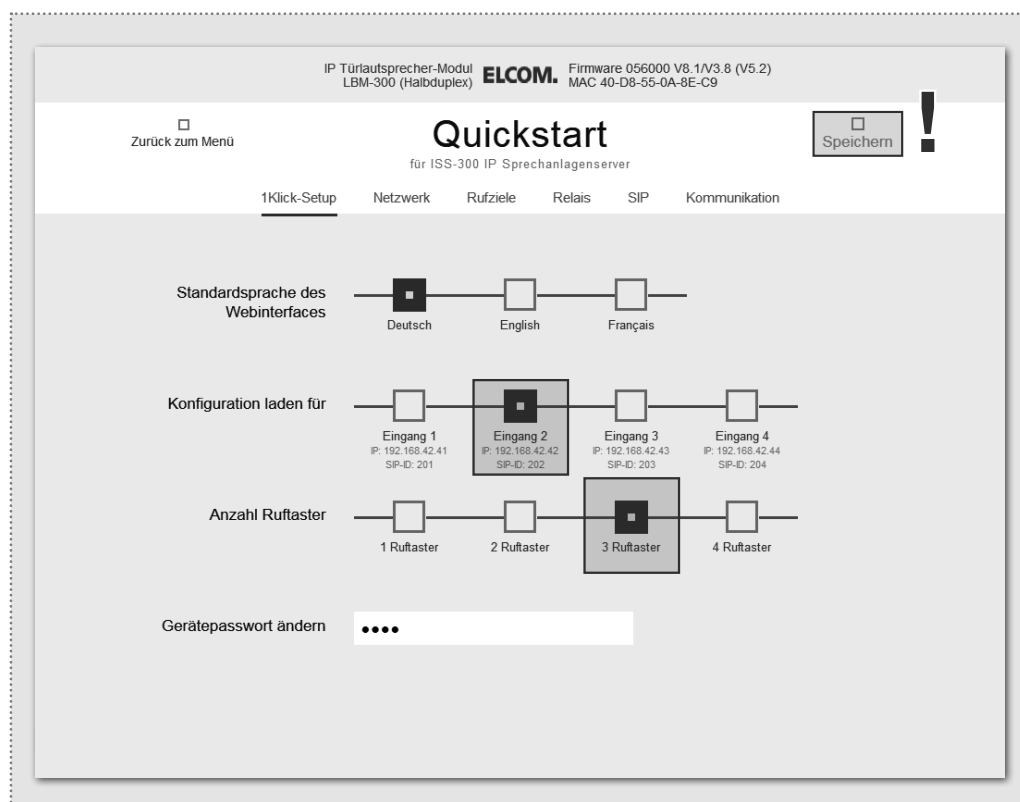 IP Türlautsprecher-Modul
LBM-300 (Halbduplex)
ELCOM.
Firmware 056000 V8.1/V3.8 (V5.2)
MAC 40-D8-55-0A-8E-C9
Zurück zum Menü
Quickstart
für ISS-300 IP Sprechanlagenserver
Speichern
!
1Klick-Setup Netzwerk Rufziele Relais SIP Kommunikation
Standardsprache des
Webinterfaces
Deutsch English Français
Konfiguration laden für
Eingang 1 Eingang 2 Eingang 3 Eingang 4
IP: 192.168.42.41 IP: 192.168.42.42 IP: 192.168.42.43 IP: 192.168.42.44
SIP-ID: 201 SIP-ID: 202 SIP-ID: 203 SIP-ID: 204
Anzahl Ruftaster
1 Ruftaster 2 Ruftaster 3 Ruftaster 4 Ruftaster
Gerätepasswort ändern
••••